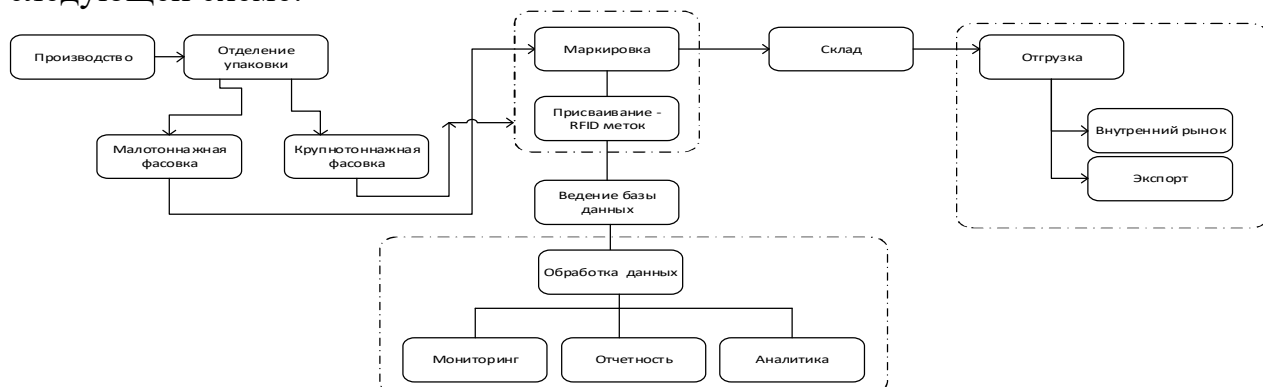 следующей схеме:
Производство
Отделение
упаковки
Малотоннажная
фасовка
Крупнотоннажная
фасовка
Маркировка
Присваивание -
RFID меток
Ведение базы
данных
Обработка данных
Мониторинг
Отчетность
Аналитика
Склад
Отгрузка
Внутренний рынок
Экспорт